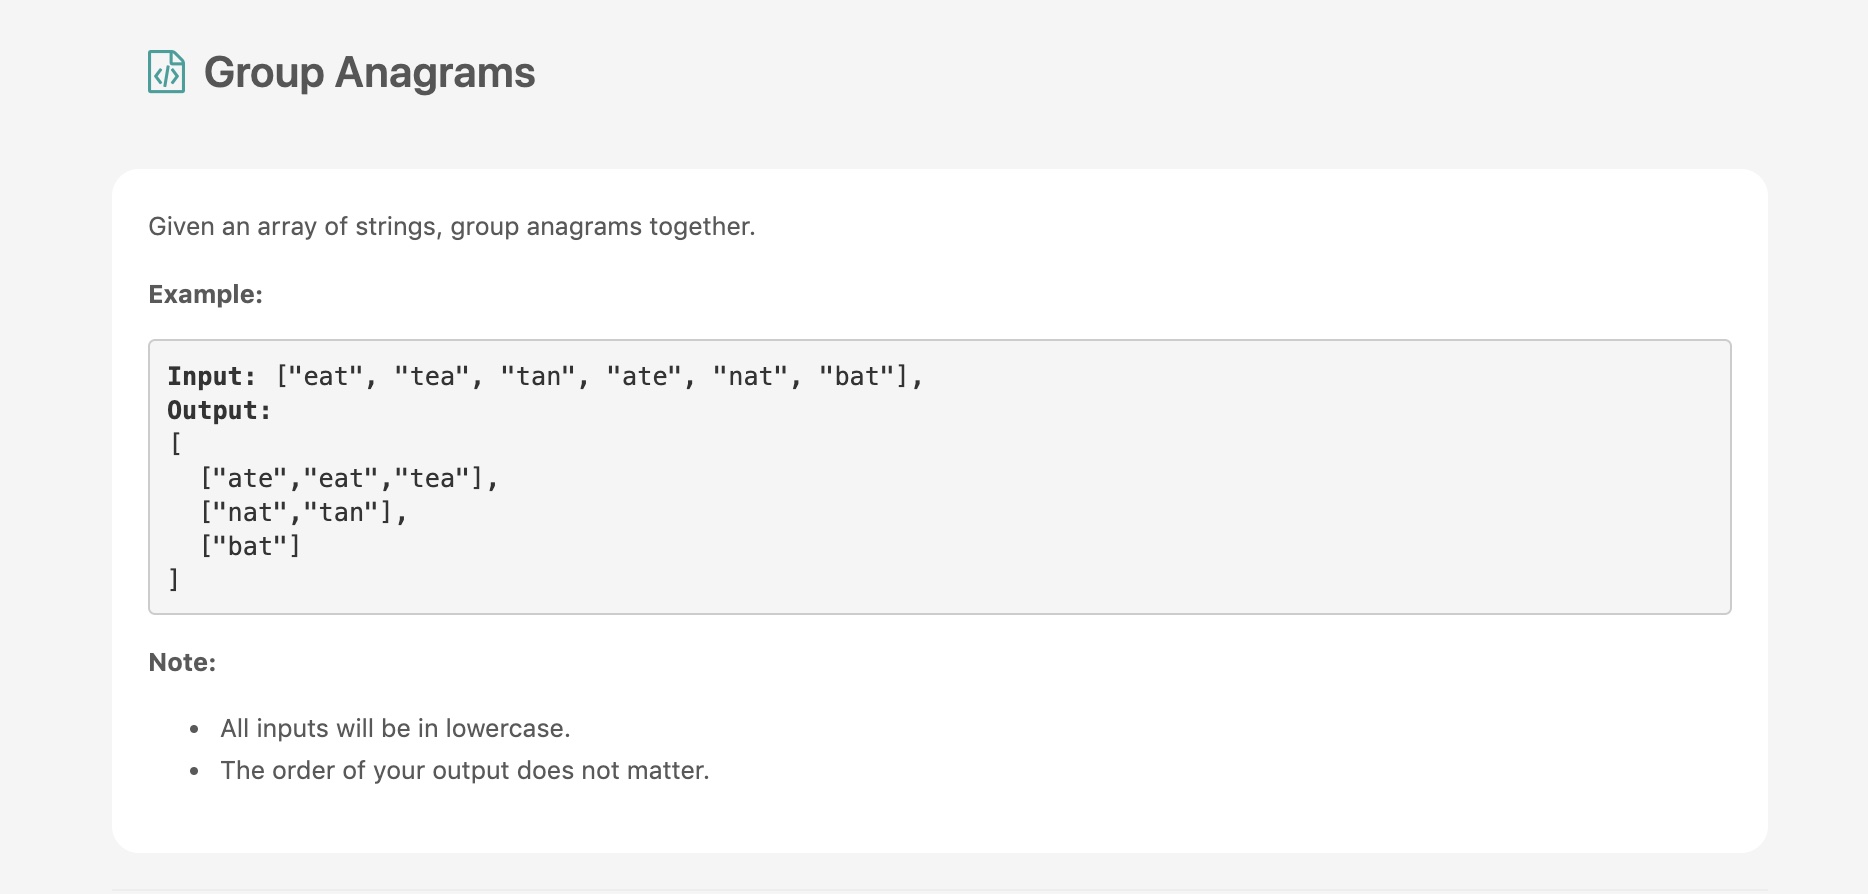 Group Anagrams
Given an array of strings, group anagrams together.
Example:
Input: ["eat", "tea", "tan", "ate", "nat", "bat"],
Output:
[
  ["ate","eat","tea"],
  ["nat","tan"],
  ["bat"]
]
Note:
• All inputs will be in lowercase.
• The order of your output does not matter.